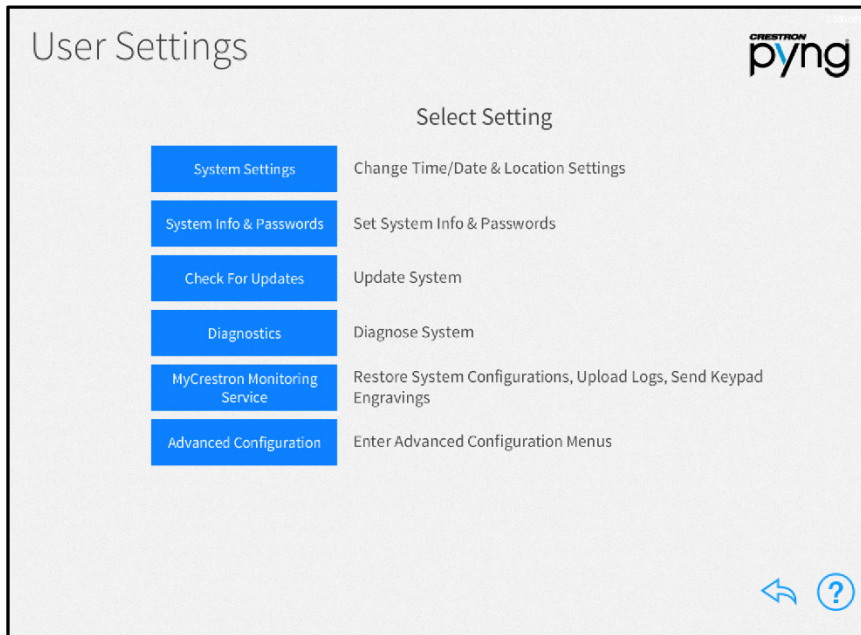 User Settings
CRESTRON
pyng
Select Setting
System Settings
Change Time/Date & Location Settings
System Info & Passwords
Set System Info & Passwords
Check For Updates
Update System
Diagnostics
Diagnose System
MyCrestron Monitoring
Service
Restore System Configurations, Upload Logs, Send Keypad
Engravings
Advanced Configuration
Enter Advanced Configuration Menus
?